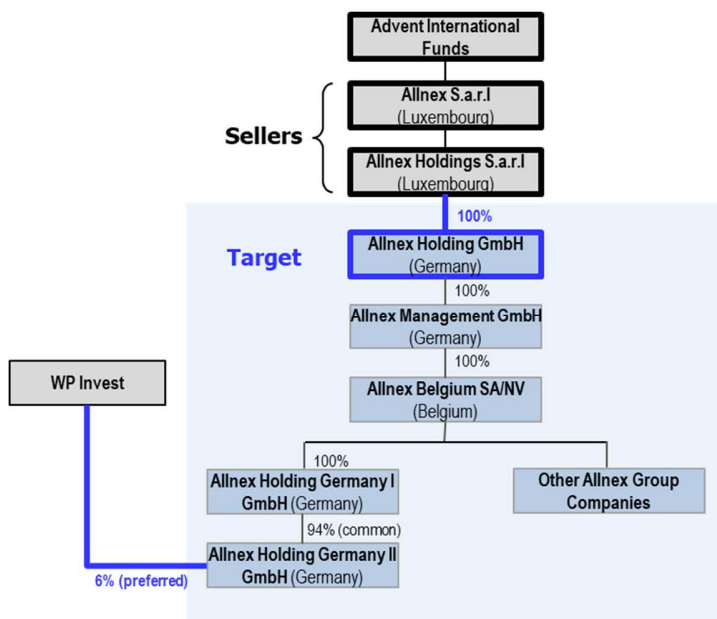 Advent International
Funds
Allnex S.a.r.l
(Luxembourg)
Sellers
Allnex Holdings S.a.r.l
(Luxembourg)
100%
Target
Allnex Holding GmbH
(Germany)
100%
Allnex Management GmbH
(Germany)
100%
WP Invest
Allnex Belgium SA/NV
(Belgium)
100%
Allnex Holding Germany I
GmbH (Germany)
Other Allnex Group
Companies
94% (common)
Allnex Holding Germany II
GmbH (Germany)
6% (preferred)